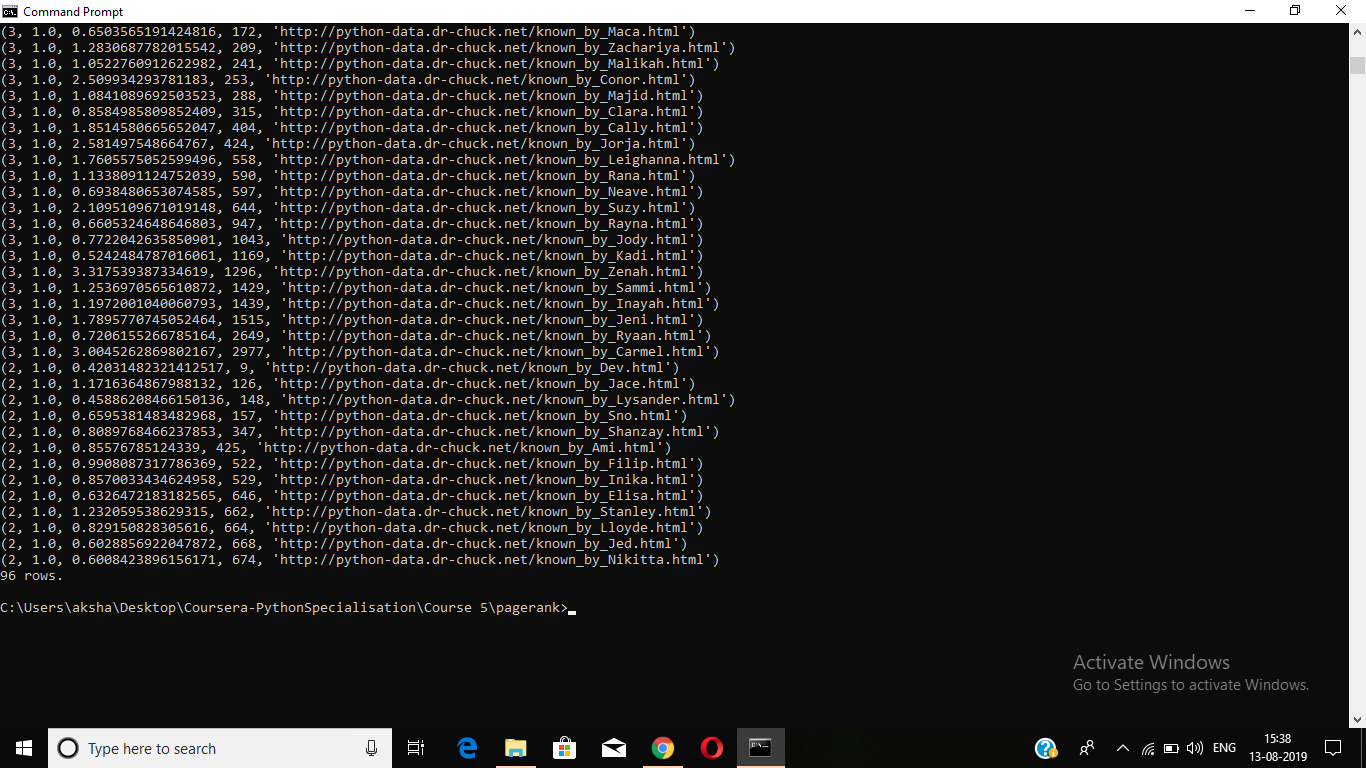 Command Prompt
(3, 1.0, 0.6503565191424816, 172, 'http://python-data.dr-chuck.net/known_by_Maca.html')
(3, 1.0, 1.2830687782015542, 209, 'http://python-data.dr-chuck.net/known_by_Zachariya.html')
(3, 1.0, 1.0522760912622982, 241, 'http://python-data.dr-chuck.net/known_by_Malikah.html')
(3, 1.0, 2.509934293781183, 253, 'http://python-data.dr-chuck.net/known_by_Conor.html')
(3, 1.0, 1.0841089692503523, 288, 'http://python-data.dr-chuck.net/known_by_Majid.html')
(3, 1.0, 0.8584985809852409, 315, 'http://python-data.dr-chuck.net/known_by_Clara.html')
(3, 1.0, 1.8514580665652047, 404, 'http://python-data.dr-chuck.net/known_by_Cally.html')
(3, 1.0, 2.581497548664767, 424, 'http://python-data.dr-chuck.net/known_by_Jorja.html')
(3, 1.0, 1.7605575052599496, 558, 'http://python-data.dr-chuck.net/known_by_Leighanna.html')
(3, 1.0, 1.1338091124752039, 590, 'http://python-data.dr-chuck.net/known_by_Rana.html')
(3, 1.0, 0.6938480653074585, 597, 'http://python-data.dr-chuck.net/known_by_Neave.html')
(3, 1.0, 2.1095109671019148, 644, 'http://python-data.dr-chuck.net/known_by_Suzy.html')
(3, 1.0, 0.6605324648646803, 947, 'http://python-data.dr-chuck.net/known_by_Rayna.html')
(3, 1.0, 0.7722042635850901, 1043, 'http://python-data.dr-chuck.net/known_by_Jody.html')
(3, 1.0, 0.5242484787016061, 1169, 'http://python-data.dr-chuck.net/known_by_Kadi.html')
(3, 1.0, 3.317539387334619, 1296, 'http://python-data.dr-chuck.net/known_by_Zenah.html')
(3, 1.0, 1.2536970565610872, 1429, 'http://python-data.dr-chuck.net/known_by_Sammi.html')
(3, 1.0, 1.1972001040060793, 1439, 'http://python-data.dr-chuck.net/known_by_Inayah.html')
(3, 1.0, 1.7895770745052464, 1515, 'http://python-data.dr-chuck.net/known_by_Jeni.html')
(3, 1.0, 0.7206155266785164, 2649, 'http://python-data.dr-chuck.net/known_by_Ryaan.html')
(3, 1.0, 3.0045262869802167, 2977, 'http://python-data.dr-chuck.net/known_by_Carmel.html')
(2, 1.0, 0.42031482321412517, 9, 'http://python-data.dr-chuck.net/known_by_Dev.html')
(2, 1.0, 1.1716364867988132, 126, 'http://python-data.dr-chuck.net/known_by_Jace.html')
(2, 1.0, 0.45886208466150136, 148, 'http://python-data.dr-chuck.net/known_by_Lysander.html')
(2, 1.0, 0.6595381483482968, 157, 'http://python-data.dr-chuck.net/known_by_Sno.html')
(2, 1.0, 0.8089768466237853, 347, 'http://python-data.dr-chuck.net/known_by_Shanzay.html')
(2, 1.0, 0.85576785124339, 425, 'http://python-data.dr-chuck.net/known_by_Ami.html')
(2, 1.0, 0.9908087317786369, 522, 'http://python-data.dr-chuck.net/known_by_Filip.html')
(2, 1.0, 0.8570033434624958, 529, 'http://python-data.dr-chuck.net/known_by_Inika.html')
(2, 1.0, 0.6326472183182565, 646, 'http://python-data.dr-chuck.net/known_by_Elisa.html')
(2, 1.0, 1.232059538629315, 662, 'http://python-data.dr-chuck.net/known_by_Stanley.html')
(2, 1.0, 0.829150828305616, 664, 'http://python-data.dr-chuck.net/known_by_Lloyde.html')
(2, 1.0, 0.6028856922047872, 668, 'http://python-data.dr-chuck.net/known_by_Jed.html')
(2, 1.0, 0.6008423896156171, 674, 'http://python-data.dr-chuck.net/known_by_Nikitta.html')
96 rows.
C:\Users\aksha\Desktop\Coursera-PythonSpecialisation\Course 5\pagerank>
Activate Windows
Go to Settings to activate Windows.
Type here to search
ENG
15:38
13-08-2019